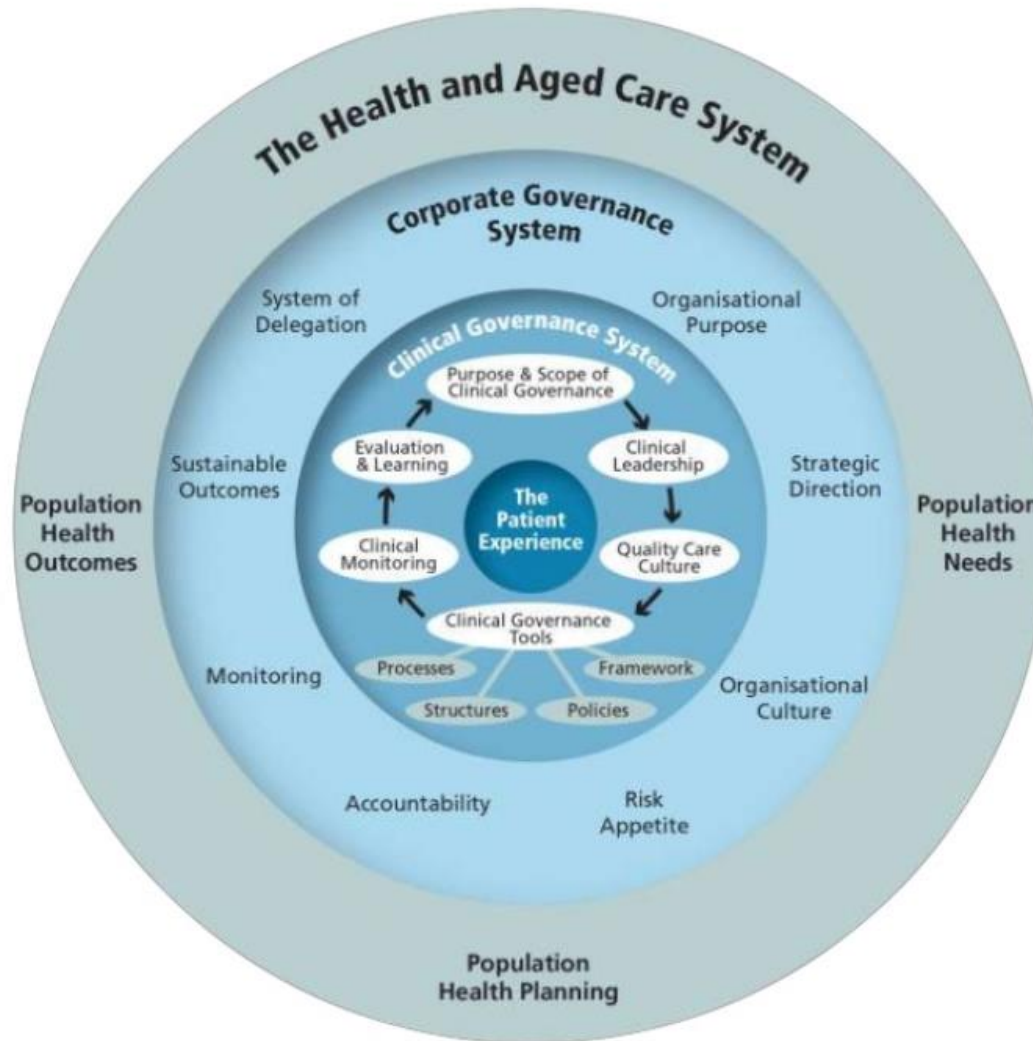 The Health and Aged Care System
Corporate Governance
System
System of
Delegation
Organisational
Purpose
Clinical Governance System
Purpose & Scope of
Clinical Governance
Evaluation
& Learning
Clinical
Leadership
Sustainable
Outcomes
Strategic
Direction
The
Patient
Experience
Population
Health
Outcomes
Population
Health
Needs
Clinical
Monitoring
Quality Care
Culture
Clinical Governance
Tools
Processes
Framework
Structures
Policies
Monitoring
Organisational
Culture
Accountability
Risk
Appetite
Population
Health Planning